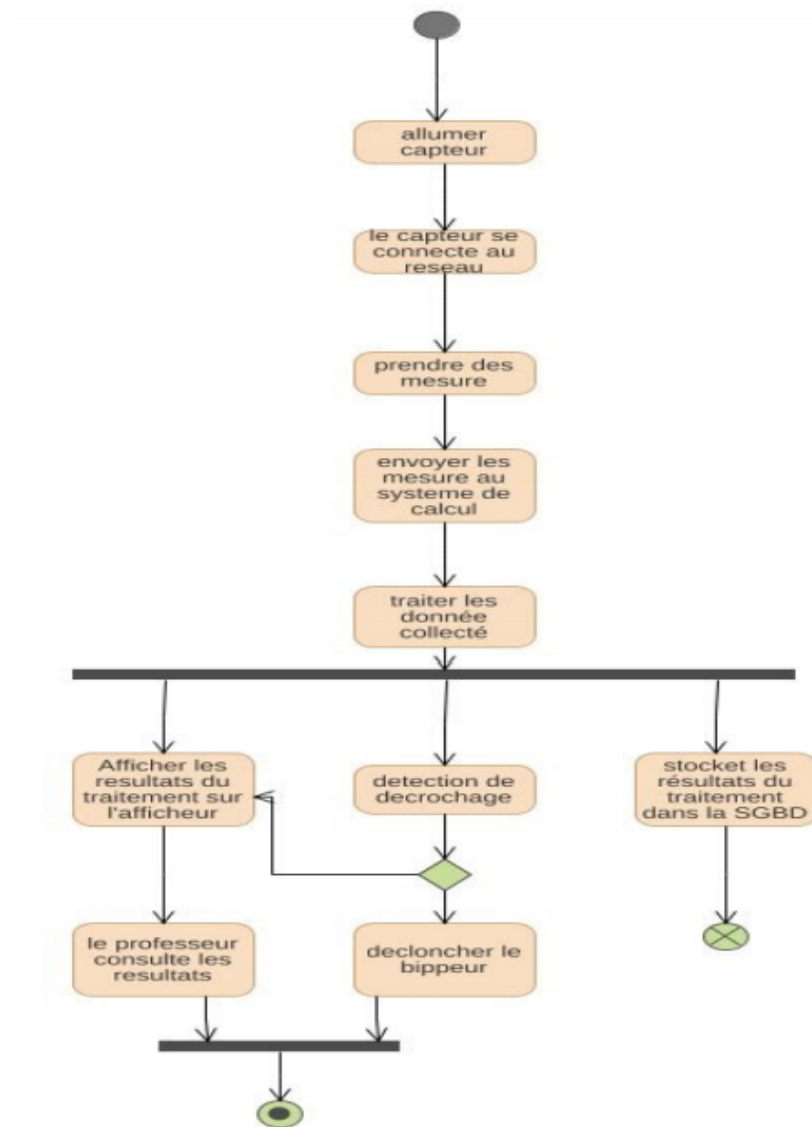 allumer
capteur
le capteur se
connecte au
reseau
prendre des
mesure
envoyer les
mesure au
systeme de
calcul
traiter les
donnée
collecté
Afficher les
resultats du
traitement sur
l'afficheur
detection de
decrochage
stocket les
résultats du
traitement
dans la SGBD
le professeur
consulte les
resultats
decloncher le
bippeur